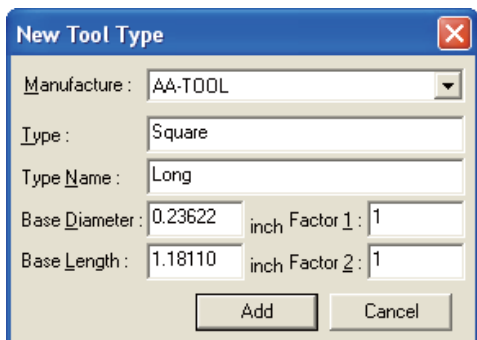 New Tool Type
Manufacture : AA-TOOL
Type : Square
Type Name : Long
Base Diameter : 0.23622 inch Factor 1 : 1
Base Length : 1.18110 inch Factor 2 : 1
Add Cancel